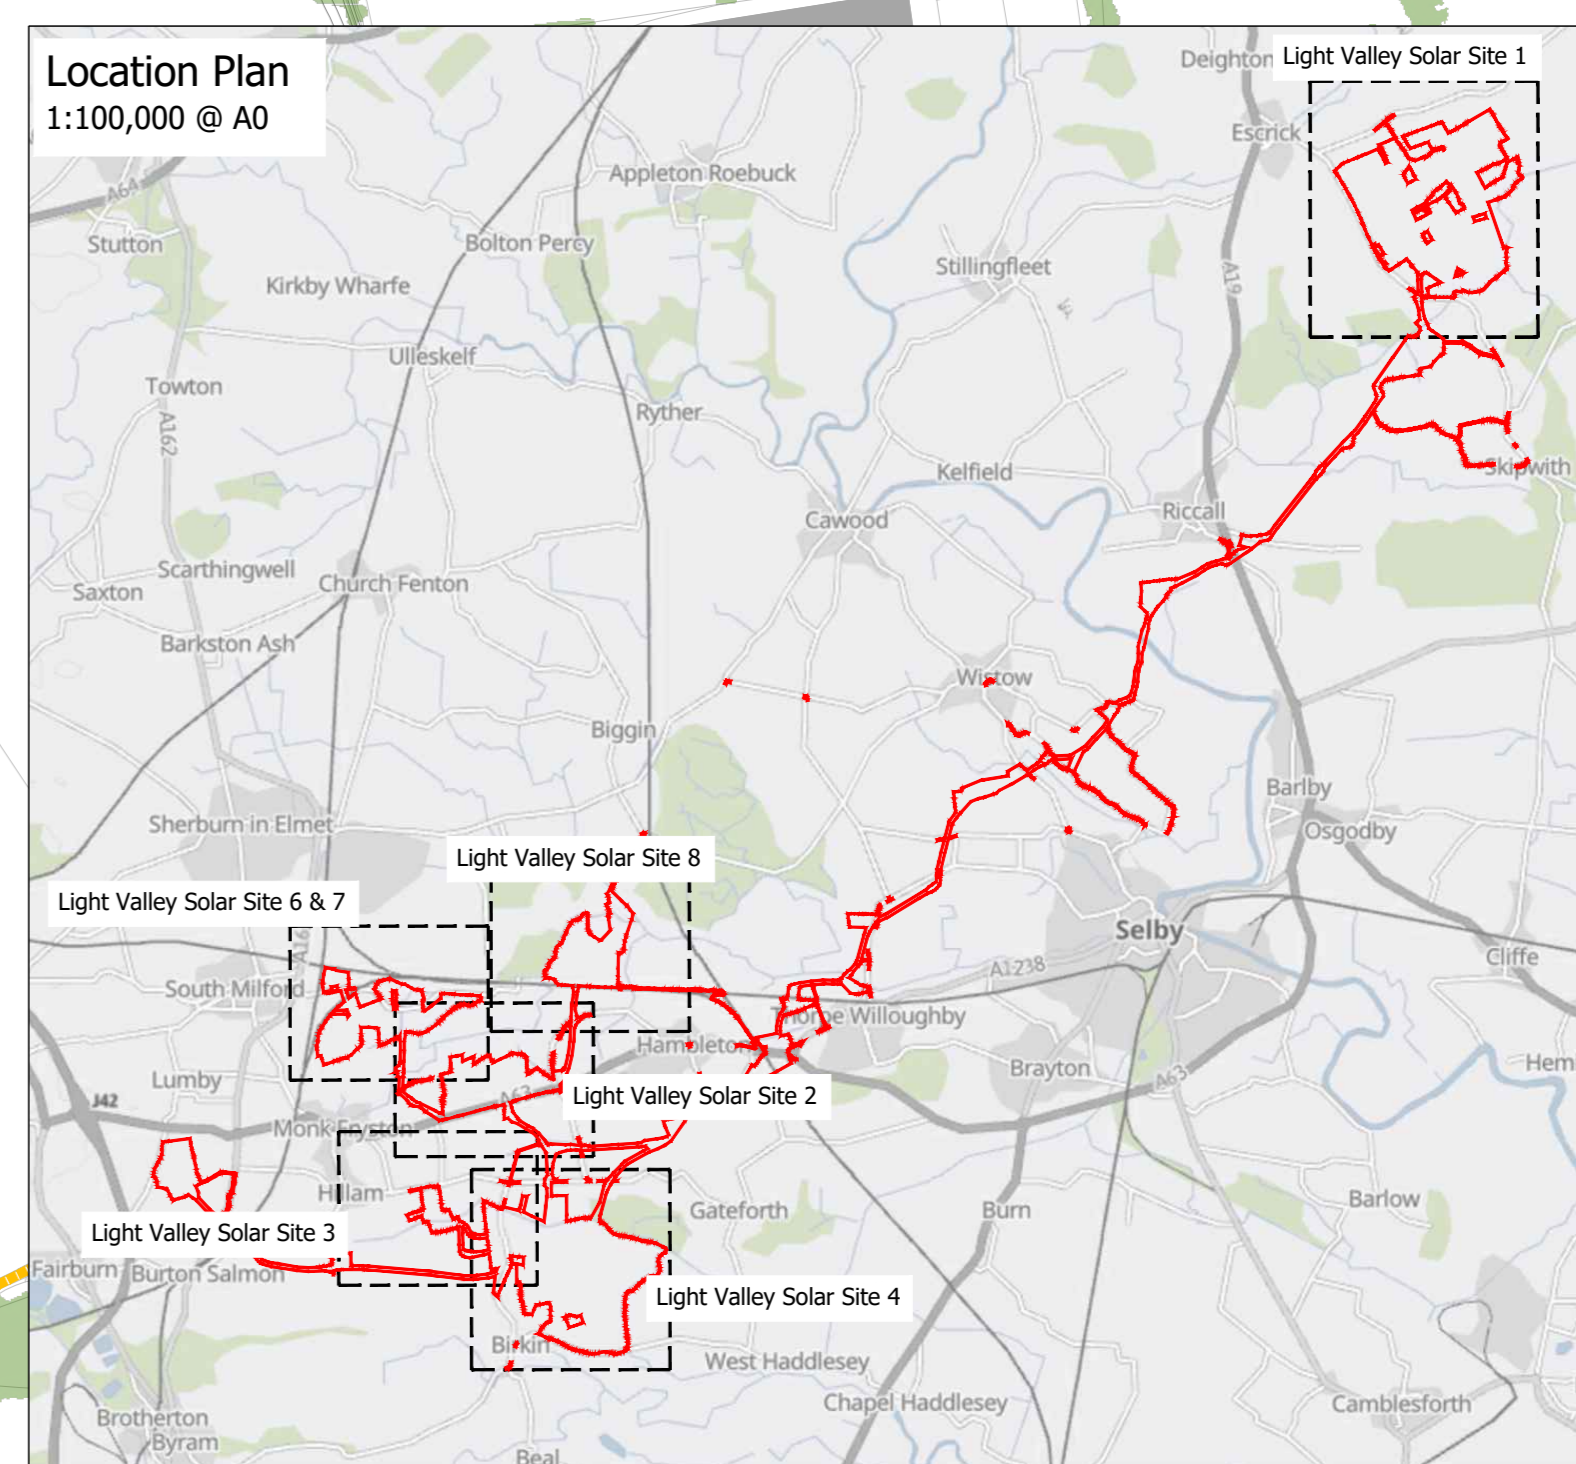 Location Plan
1:100,000 @ A0
Deighton
Light Valley Solar Site 1
Escrick
Appleton Roebuck
A64
Stutton
Bolton Percy
Stillingfleet
A19
Kirkby Wharfe
Ulleskelf
Towton
A162
Ryther
Kelfield
Skipwith
Riccall
Cawood
Scarthingwell
Saxton
Church Fenton
Barkston Ash
Wistow
Biggin
Barlby
Osgodby
Sherburn in Elmet
Light Valley Solar Site 8
Light Valley Solar Site 6 & 7
Selby
Cliffe
A1238
South Milford
Thorpe Willoughby
Hambleton
Brayton
Hem
Lumby
A63
A63
J42
Light Valley Solar Site 2
Monk Fryston
Hillam
Gateforth
Burn
Barlow
Light Valley Solar Site 3
Fairburn
Burton Salmon
Light Valley Solar Site 4
Birkin
West Haddlesey
Chapel Haddlesey
Camblesforth
Brotherton
Byram
Beal